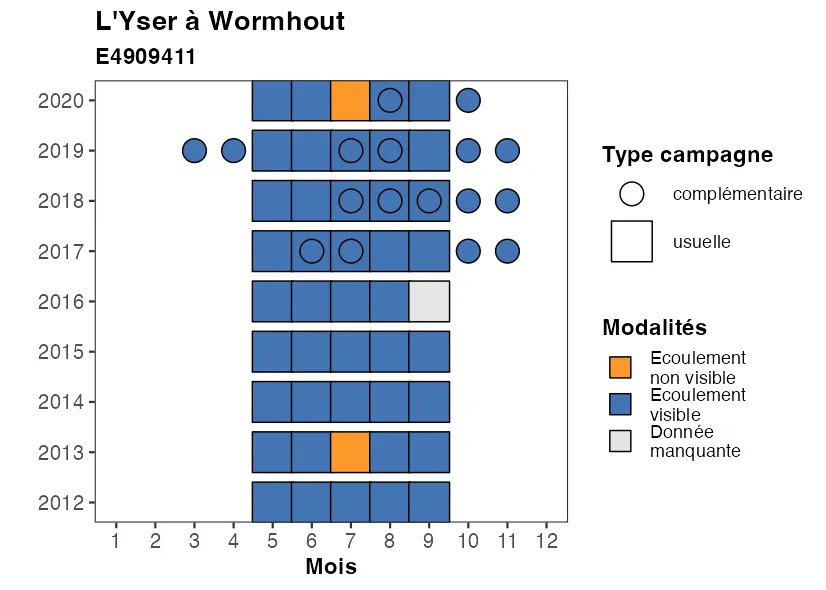 L'Yser à Wormhout
E4909411
2020
2019
2018
2017
2016
2015
2014
2013
2012
1 2 3 4 5 6 7 8 9 10 11 12
Mois
Type campagne
complémentaire
usuelle
Modalités
Ecoulement
non visible
Ecoulement
visible
Donnée
manquante